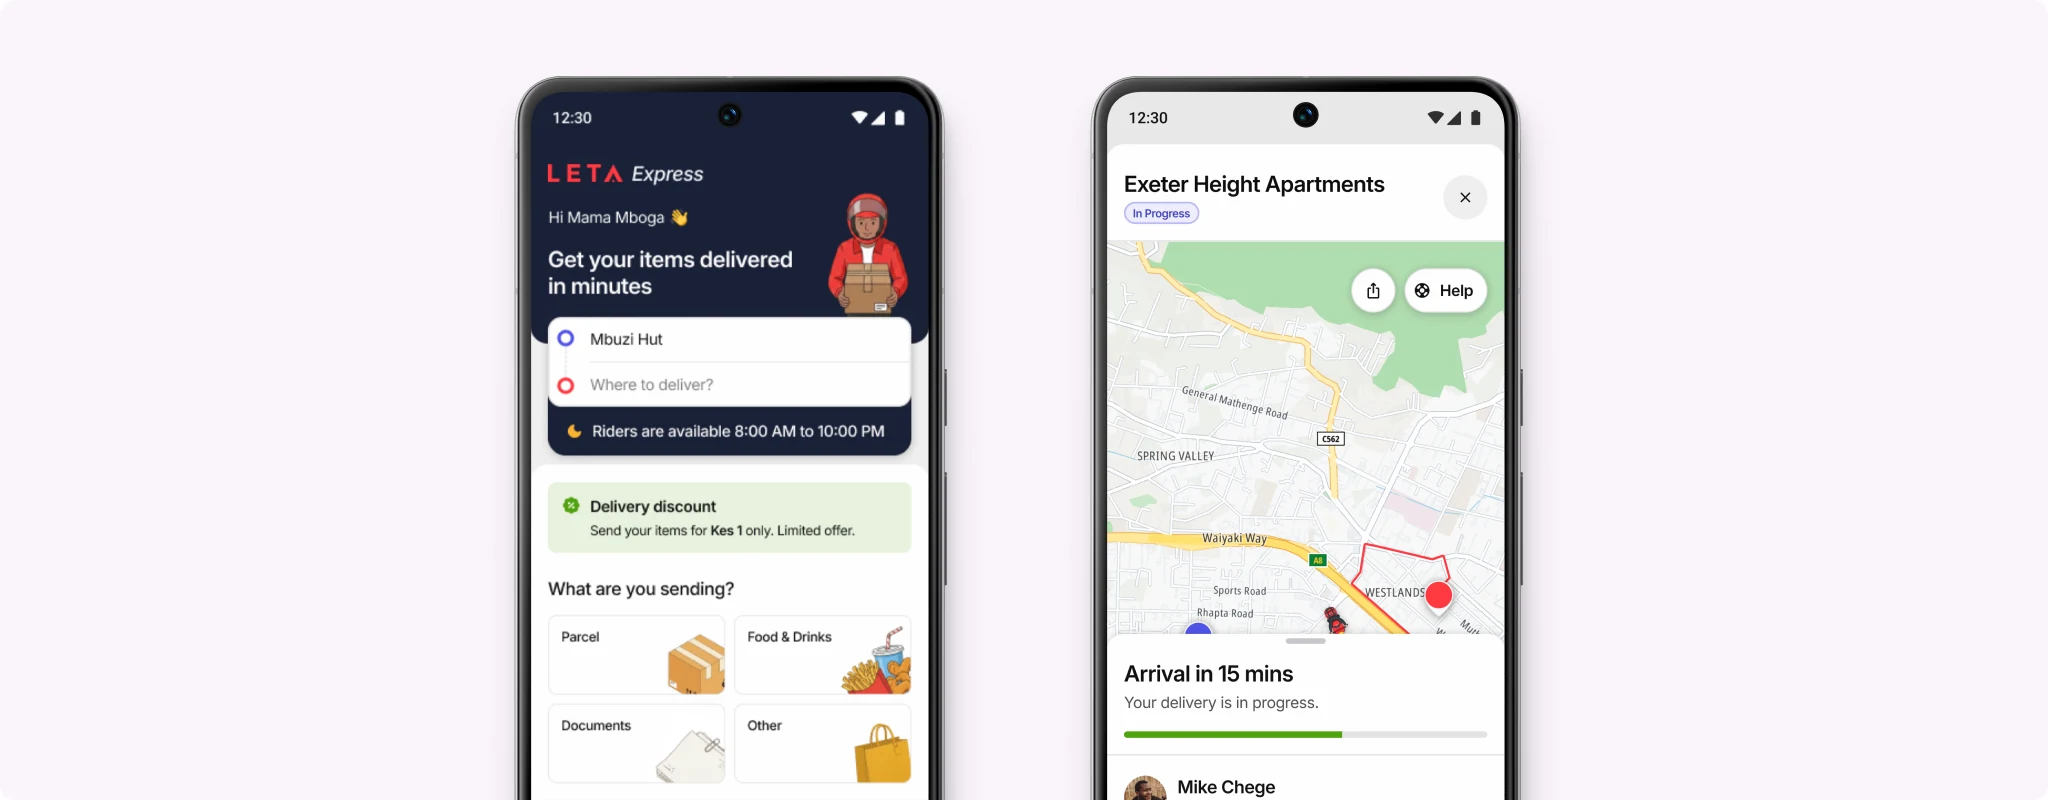 12:30
LETA Express
Hi Mama Mboga 👋
Get your items delivered
in minutes
Mbuzi Hut
Where to deliver?
Riders are available 8:00 AM to 10:00 PM
Delivery discount
Send your items for Kes 1 only. Limited offer.
What are you sending?
Parcel
Food & Drinks
Documents
Other
12:30
Exeter Height Apartments
In Progress
Help
General Mathenge Road
C562
SPRING VALLEY
Waiyaki Way
A8
Sports Road
WESTLANDS
Rhapta Road
Arrival in 15 mins
Your delivery is in progress.
Mike Chege